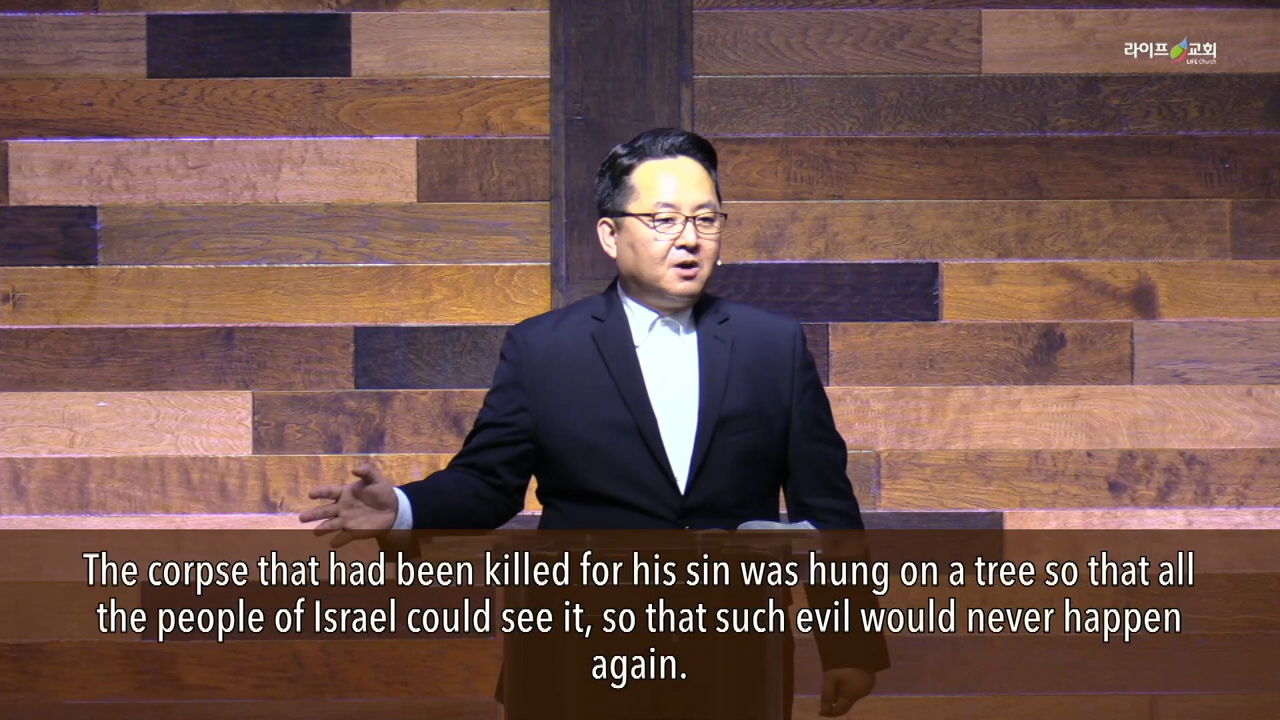 라이프 교회
LIFE Church
The corpse that had been killed for his sin was hung on a tree so that all
the people of Israel could see it, so that such evil would never happen
again.